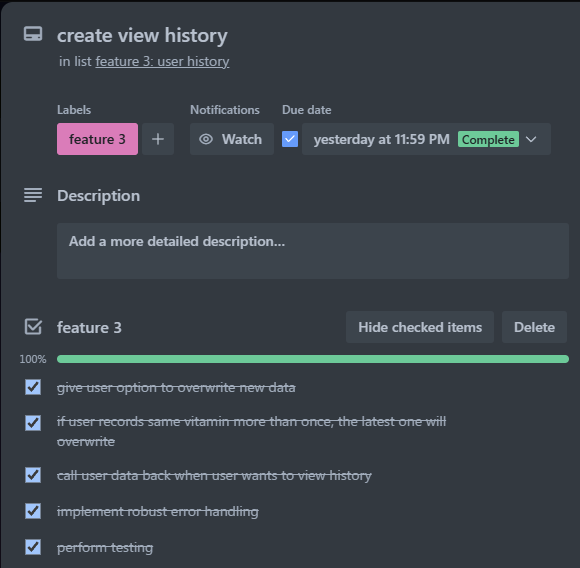 create view history
in list feature 3: user history
Labels
Notifications
Due date
feature 3
+
Watch
yesterday at 11:59 PM Complete
Description
Add a more detailed description...
feature 3
Hide checked items
Delete
100%
give user option to overwrite new data
if user records same vitamin more than once, the latest one will
overwrite
call user data back when user wants to view history
implement robust error handling
perform testing